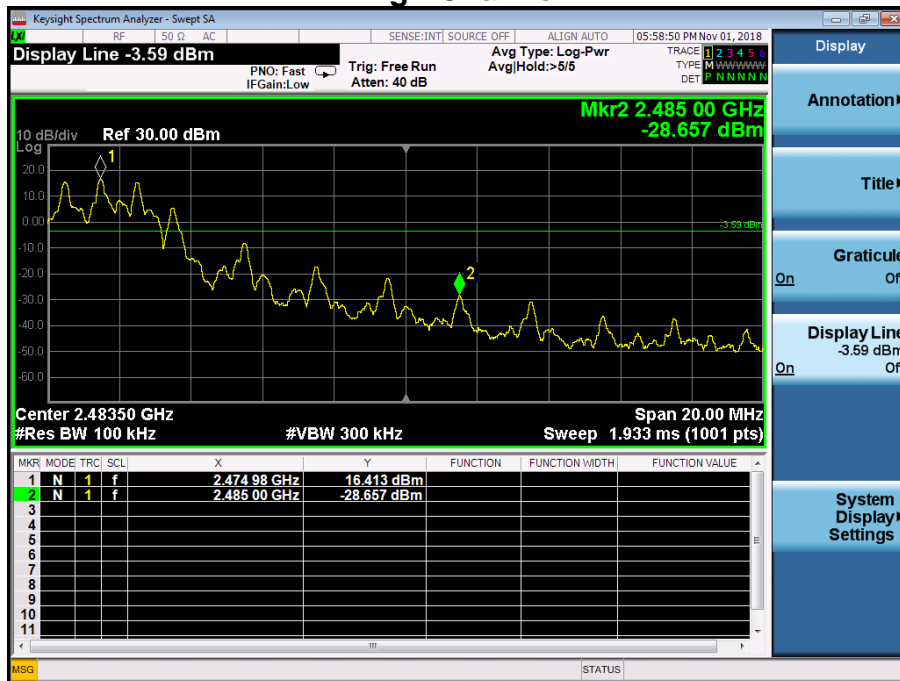 Keysight Spectrum Analyzer - Swept SA
LXI RF 50 Ω AC SENSE:INT SOURCE OFF ALIGN AUTO 05:58:50 PM Nov 01, 2018
Display Line -3.59 dBm
PNO: Fast
IFGain:Low
Trig: Free Run
Atten: 40 dB
Avg Type: Log-Pwr
Avg|Hold:>5/5
TRACE 1 2 3 4 5 6
TYPE M W W W W W
DET P N N N N N
Mkr2 2.485 00 GHz
-28.657 dBm
10 dB/div Ref 30.00 dBm
Log
20.0
10.0
0.00
-10.0
-20.0
-30.0
-40.0
-50.0
-60.0
1
2
-3.59 dBm
Center 2.48350 GHz Span 20.00 MHz
#Res BW 100 kHz #VBW 300 kHz Sweep 1.933 ms (1001 pts)
MKR MODE TRC SCL X Y FUNCTION FUNCTION WIDTH FUNCTION VALUE
1 N 1 f 2.474 98 GHz 16.413 dBm
2 N 1 f 2.485 00 GHz -28.657 dBm
3
4
5
6
7
8
9
10
11
MSG STATUS
Display
Annotation
Title
Graticule
On Off
Display Line
-3.59 dBm
On Off
System
Display
Settings